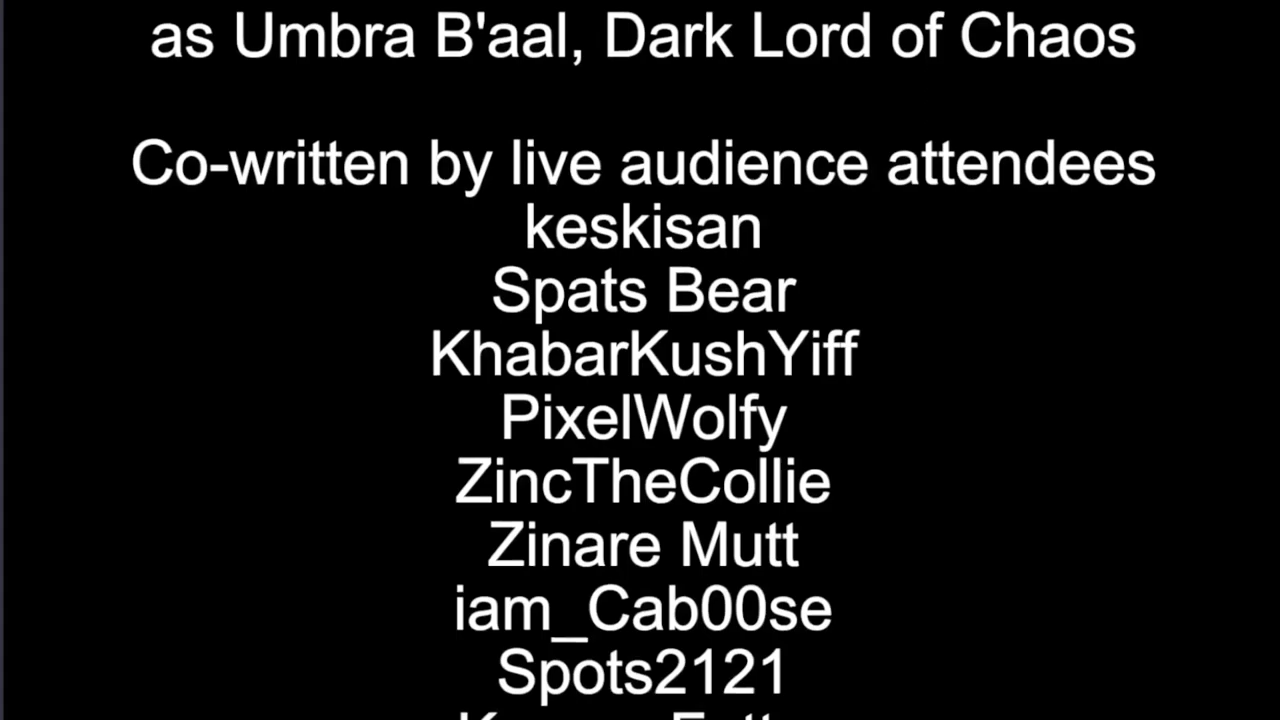 as Umbra B'aal, Dark Lord of Chaos
Co-written by live audience attendees
keskisan
Spats Bear
KhabarKushYiff
PixelWolfy
ZincTheCollie
Zinare Mutt
iam_Cab00se
Spots2121